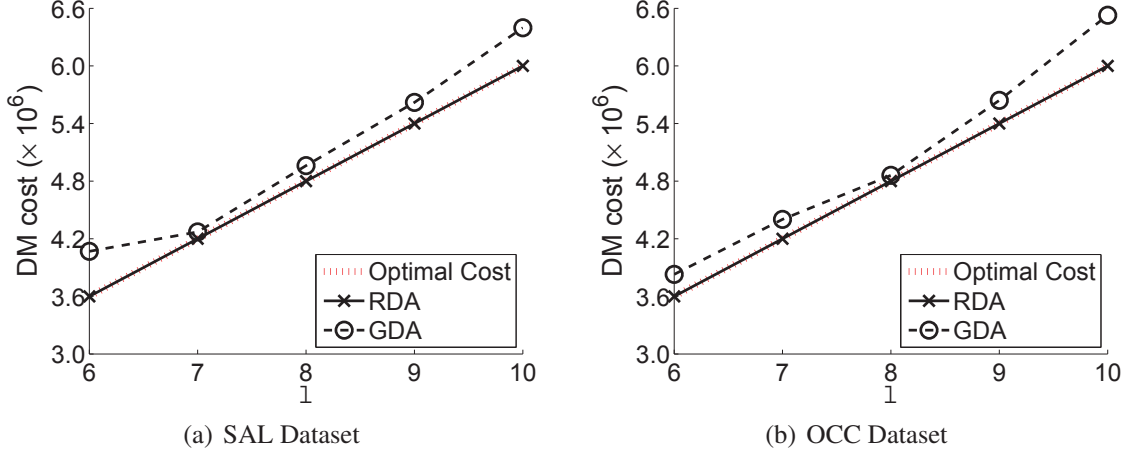 6.6
6.0
5.4
4.8
4.2
3.6
3.0
DM cost (× 10^6)
6 7 8 9 10
l
Optimal Cost
RDA
GDA
(a) SAL Dataset
6.6
6.0
5.4
4.8
4.2
3.6
3.0
DM cost (× 10^6)
6 7 8 9 10
l
Optimal Cost
RDA
GDA
(b) OCC Dataset